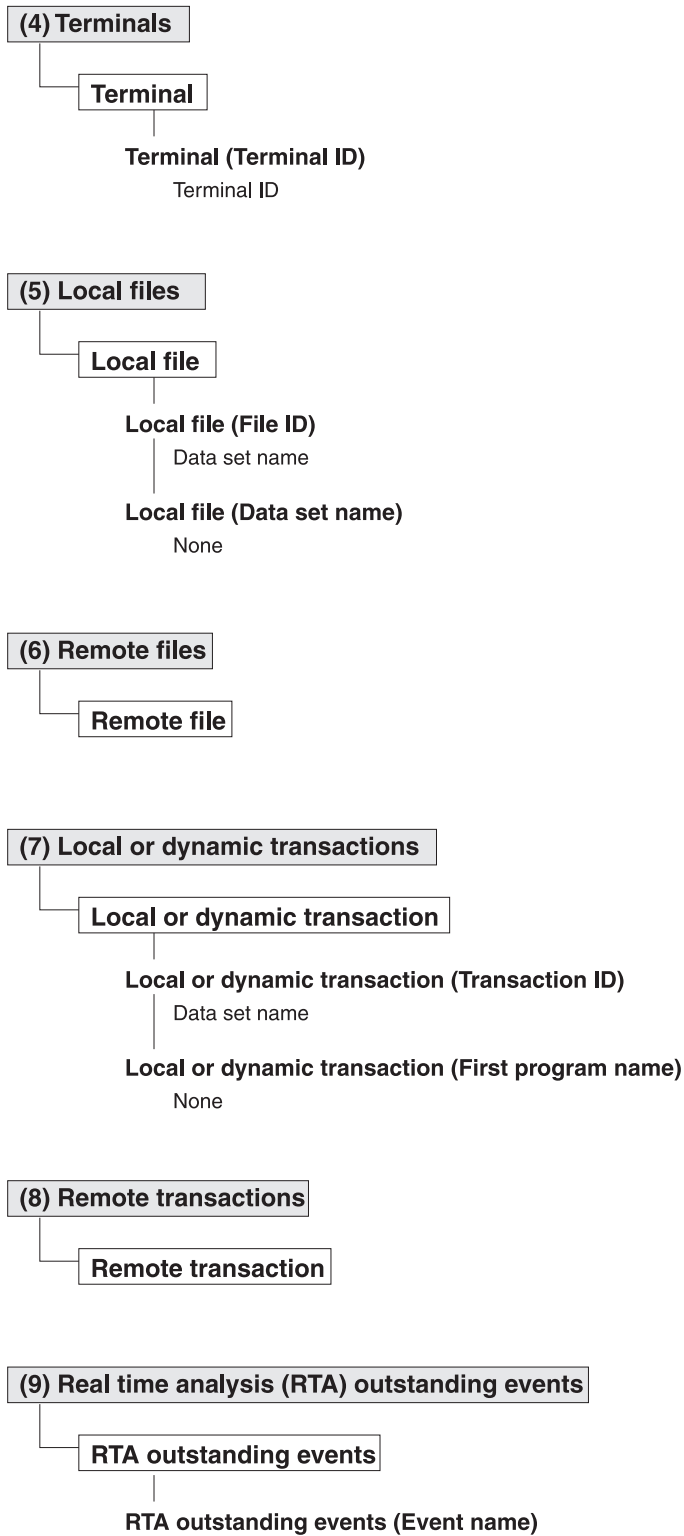 (4) Terminals
Terminal
Terminal (Terminal ID)
Terminal ID
(5) Local files
Local file
Local file (File ID)
Data set name
Local file (Data set name)
None
(6) Remote files
Remote file
(7) Local or dynamic transactions
Local or dynamic transaction
Local or dynamic transaction (Transaction ID)
Data set name
Local or dynamic transaction (First program name)
None
(8) Remote transactions
Remote transaction
(9) Real time analysis (RTA) outstanding events
RTA outstanding events
RTA outstanding events (Event name)